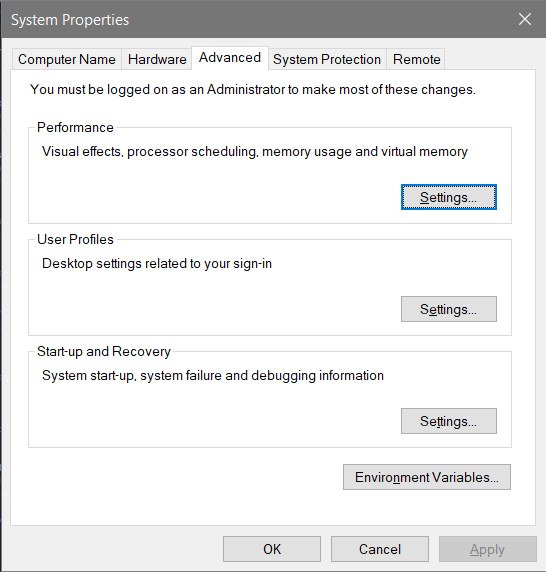 System Properties
Computer Name Hardware Advanced System Protection Remote
You must be logged on as an Administrator to make most of these changes.
Performance
Visual effects, processor scheduling, memory usage and virtual memory
Settings...
User Profiles
Desktop settings related to your sign-in
Settings...
Start-up and Recovery
System start-up, system failure and debugging information
Settings...
Environment Variables...
OK Cancel Apply